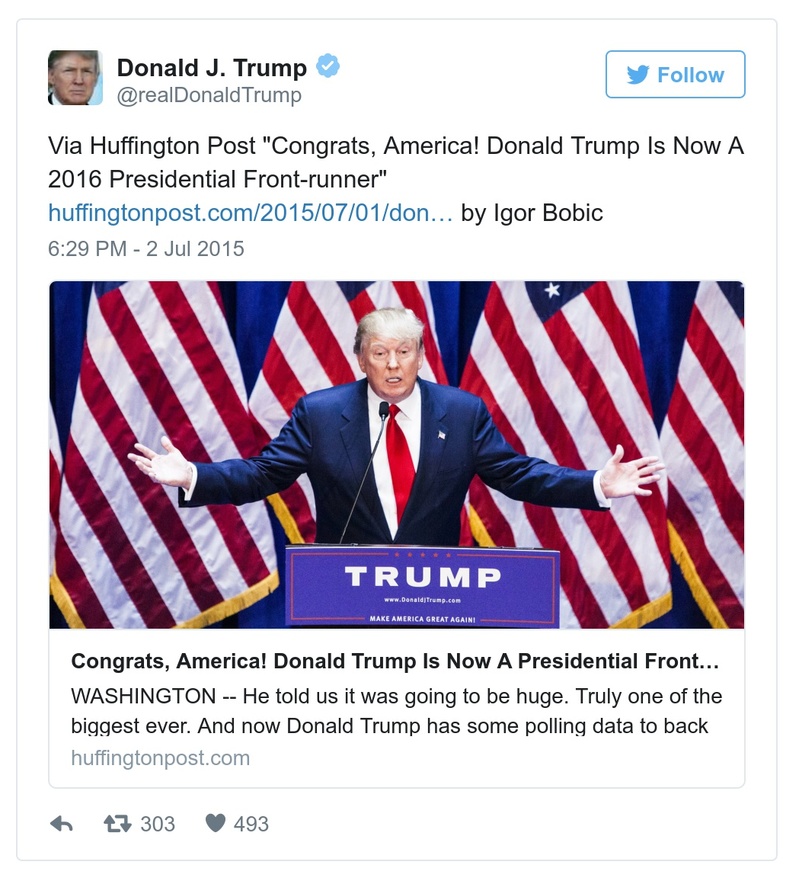 Donald J. Trump
@realDonaldTrump
Follow
Via Huffington Post "Congrats, America! Donald Trump Is Now A
2016 Presidential Front-runner"
huffingtonpost.com/2015/07/01/don… by Igor Bobic
6:29 PM - 2 Jul 2015
TRUMP
www.DonaldJTrump.com
MAKE AMERICA GREAT AGAIN!
Congrats, America! Donald Trump Is Now A Presidential Front…
WASHINGTON -- He told us it was going to be huge. Truly one of the
biggest ever. And now Donald Trump has some polling data to back
huffingtonpost.com
303
493